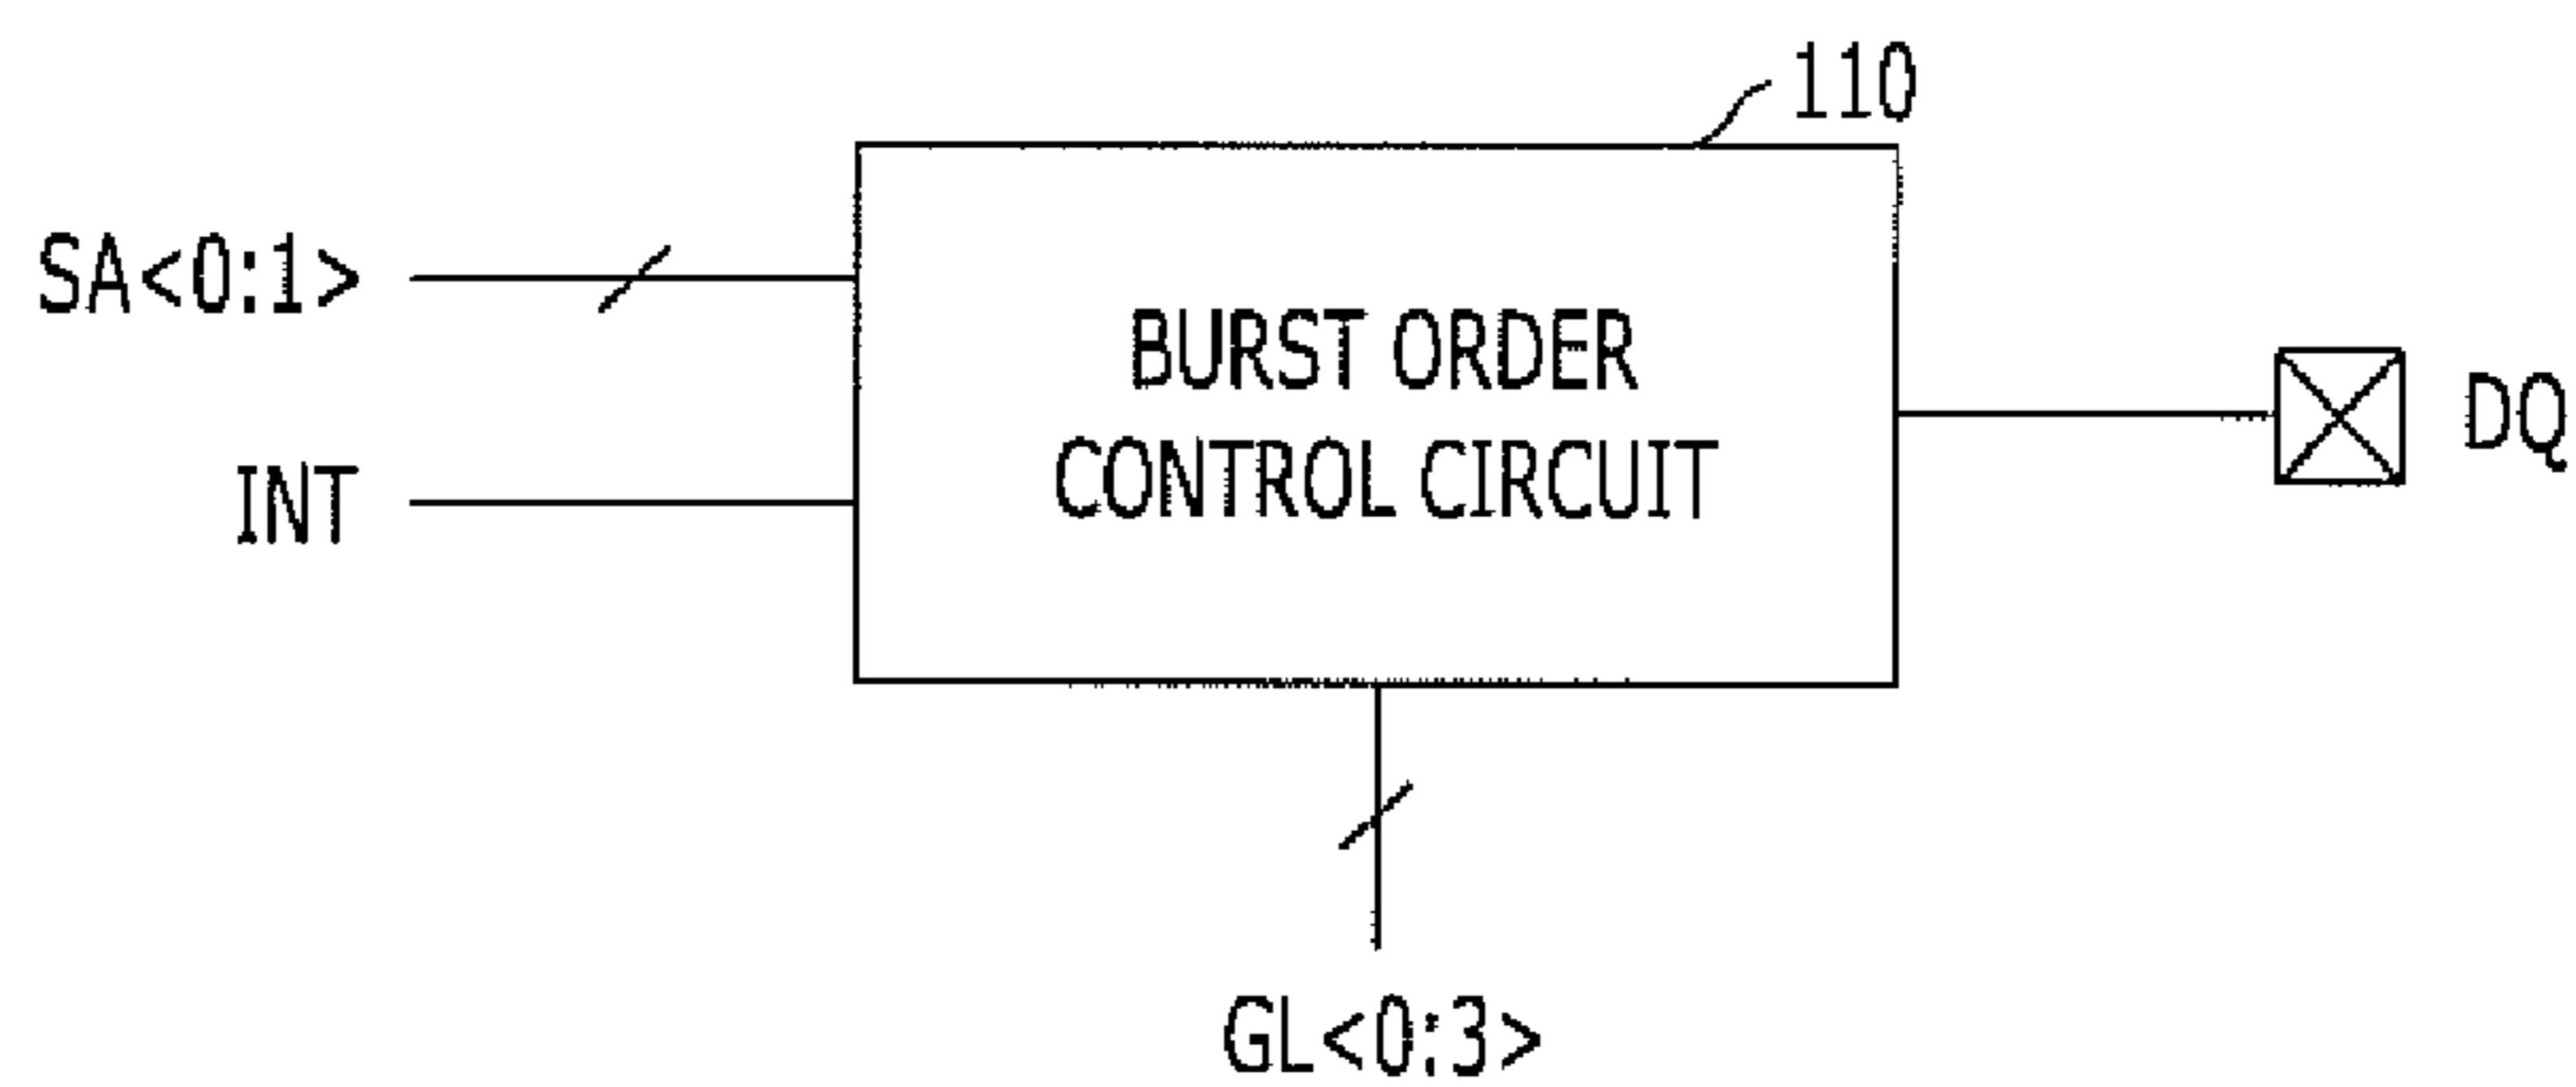 110
SA<0:1>
BURST ORDER
CONTROL CIRCUIT
DQ
INT
GL<0:3>